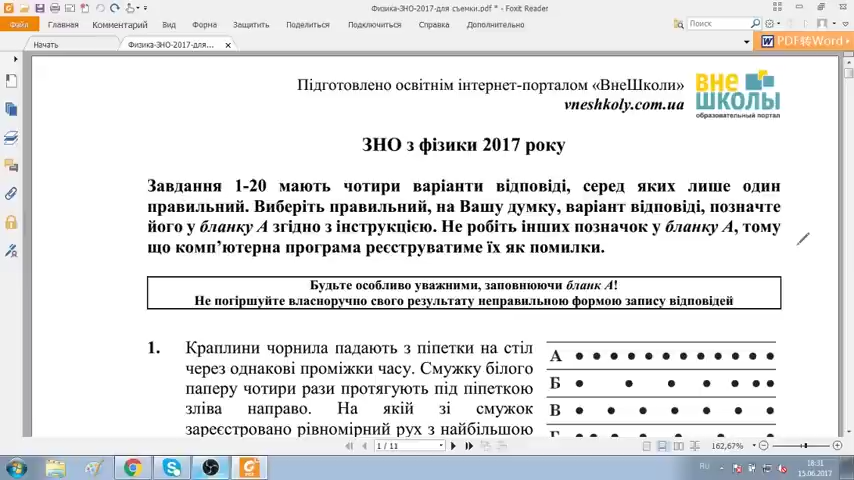 Физика-ЗНО-2017-для съемки.pdf * - Foxit Reader
Файл Главная Комментарий Вид Форма Защитить Поделиться Подключиться Справка Дополнительно
Поиск
Начать Физика-ЗНО-2017-для...
PDF转Word
Підготовлено освітнім інтернет-порталом «ВнеШколи»
vneshkoly.com.ua
вне
школы
образовательный портал
ЗНО з фізики 2017 року
Завдання 1-20 мають чотири варіанти відповіді, серед яких лише один
правильний. Виберіть правильний, на Вашу думку, варіант відповіді, позначте
його у бланку А згідно з інструкцією. Не робіть інших позначок у бланку А, тому
що комп’ютерна програма реєструватиме їх як помилки.
Будьте особливо уважними, заповнюючи бланк А!
Не погіршуйте власноручно свого результату неправильною формою запису відповідей
1. Краплини чорнила падають з піпетки на стіл
через однакові проміжки часу. Смужку білого
паперу чотири рази протягують під піпеткою
зліва направо. На якій зі смужок
зареєстровано рівномірний рух з найбільшою
А
Б
В
Г
1 / 11
162,67%
RU
18:31
15.06.2017